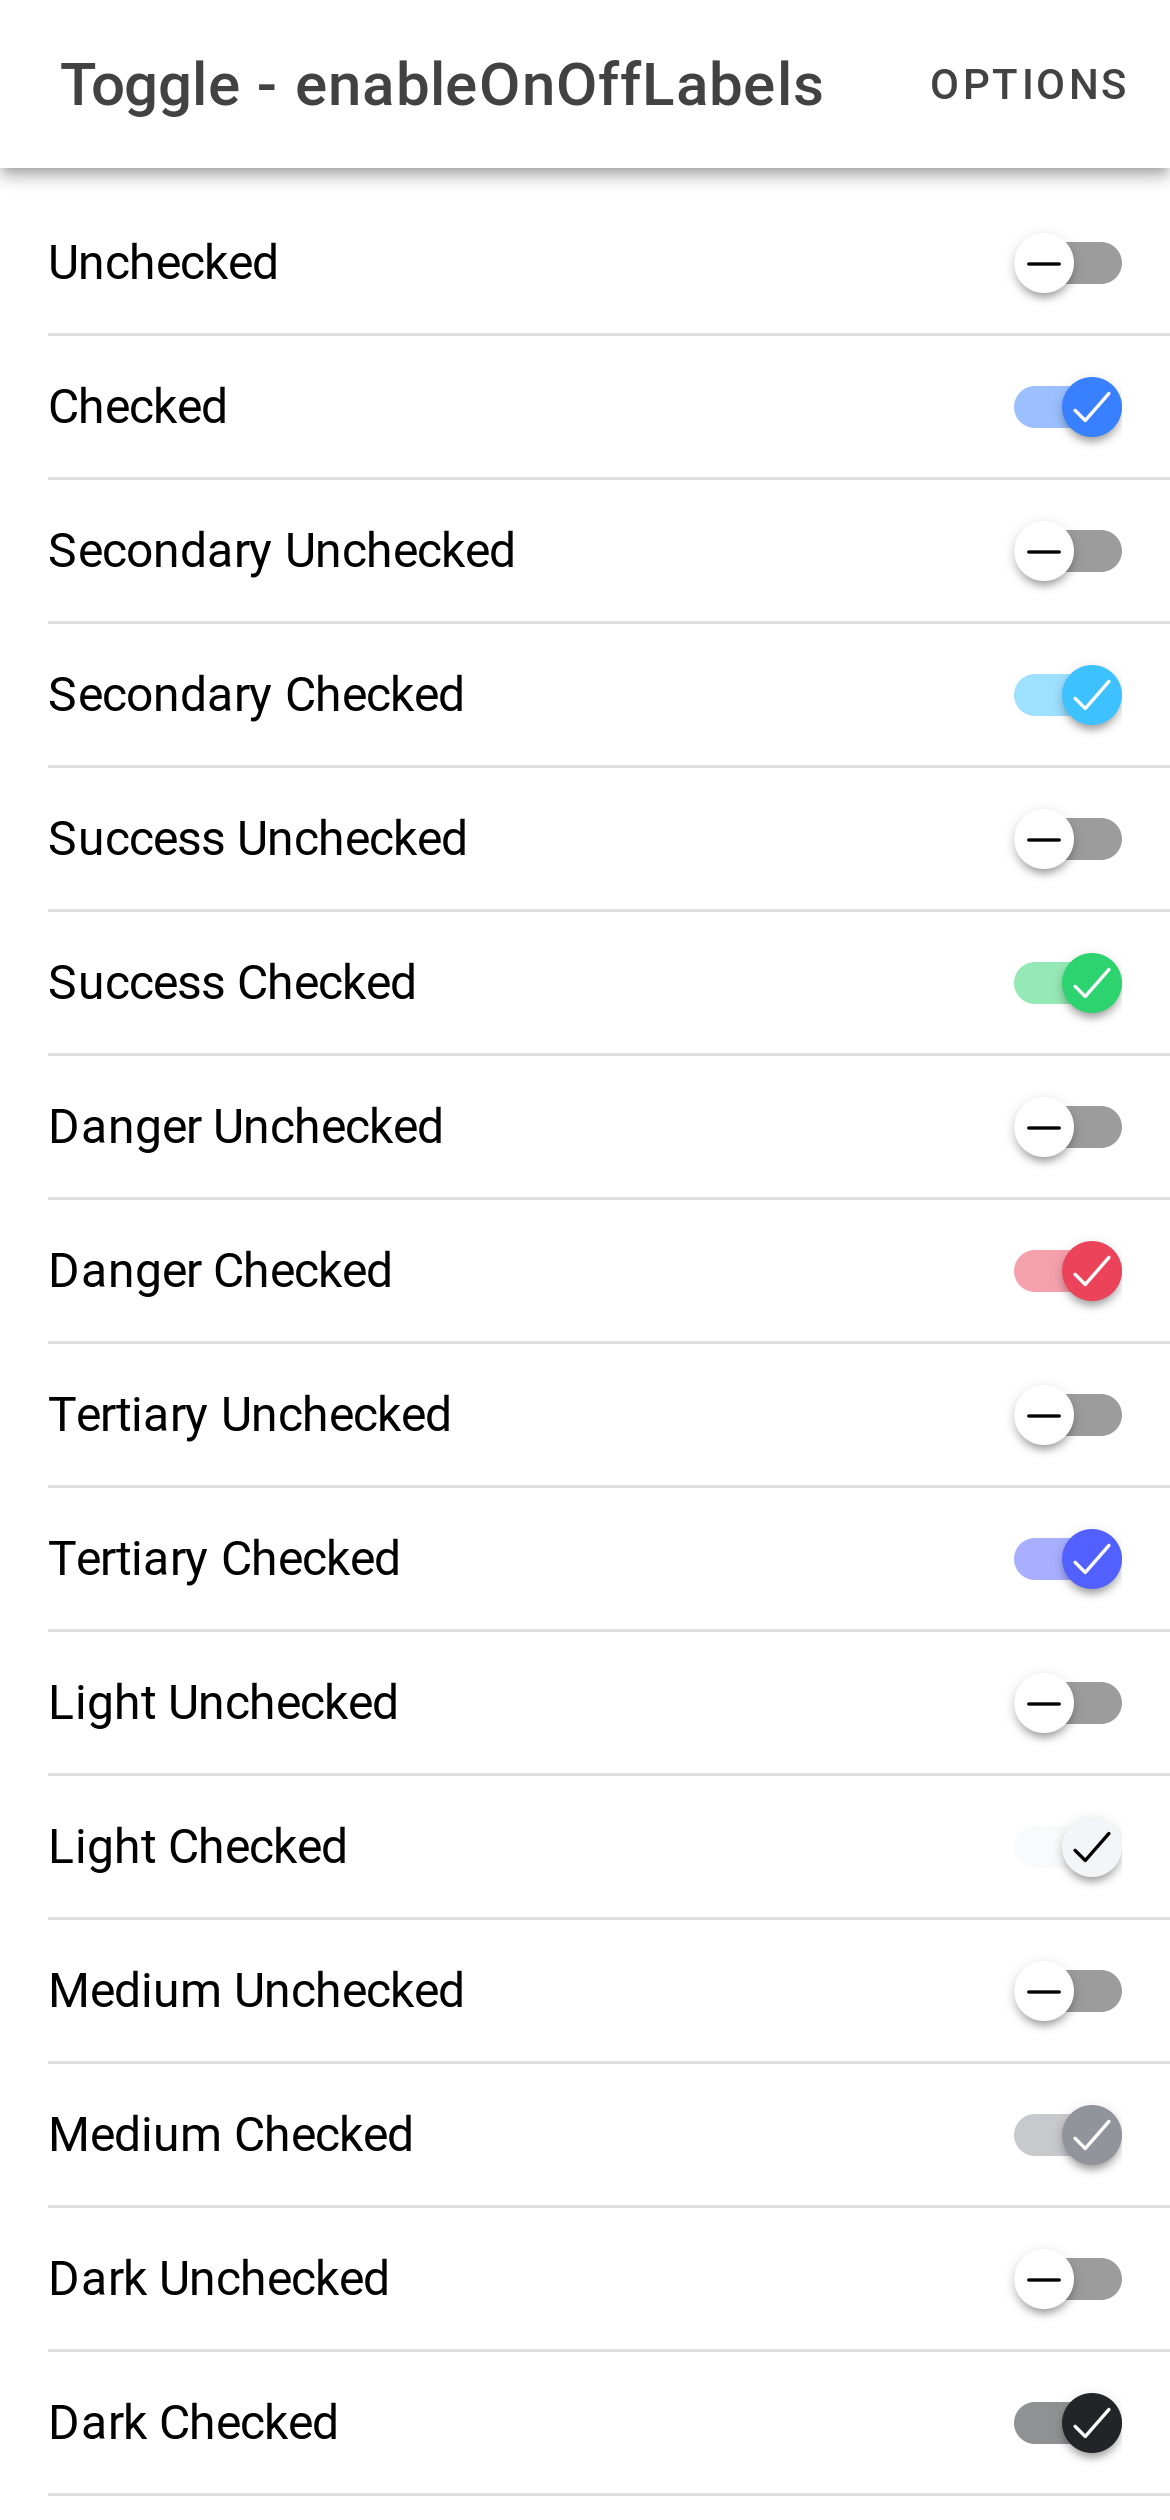 Toggle - enableOnOffLabels OPTIONS
Unchecked
Checked
Secondary Unchecked
Secondary Checked
Success Unchecked
Success Checked
Danger Unchecked
Danger Checked
Tertiary Unchecked
Tertiary Checked
Light Unchecked
Light Checked
Medium Unchecked
Medium Checked
Dark Unchecked
Dark Checked